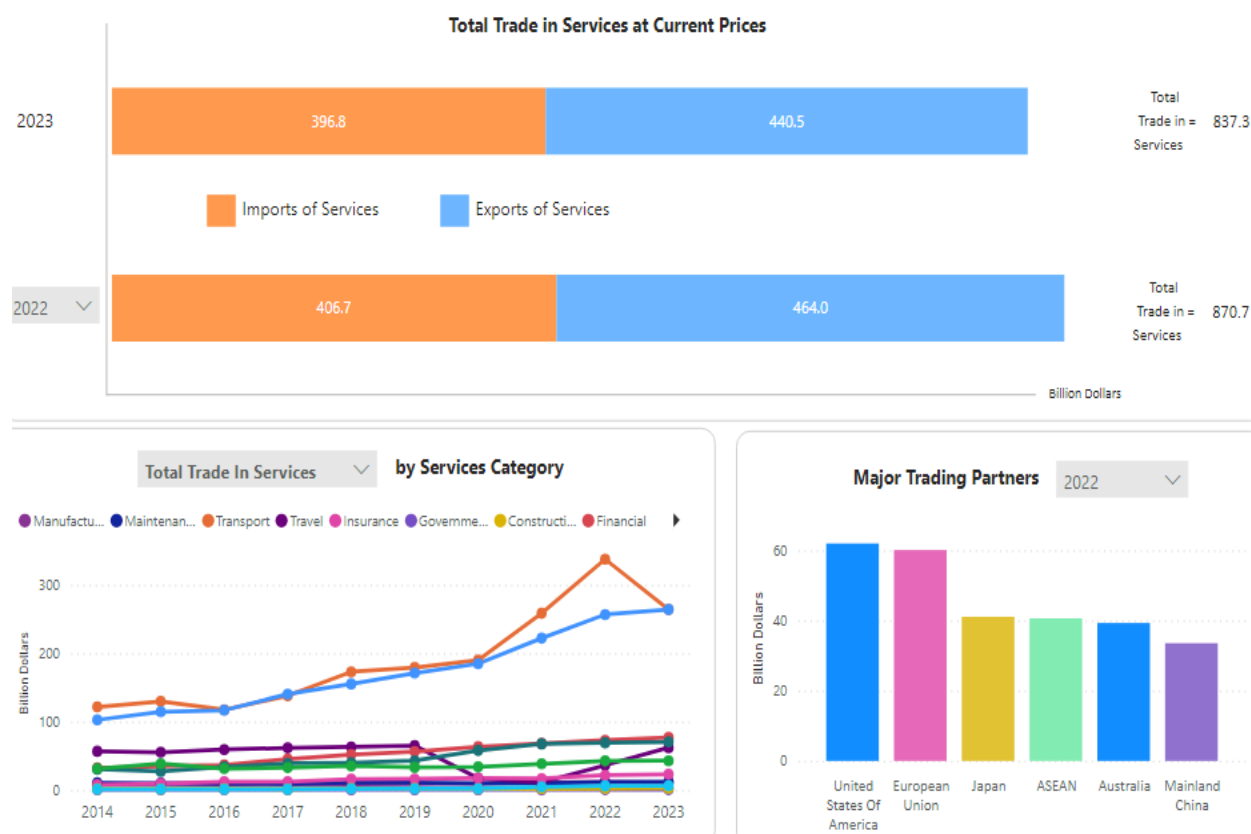 Total Trade in Services at Current Prices
2023
396.8
440.5
Total
Trade in =
Services
837.3
Imports of Services
Exports of Services
2022
406.7
464.0
Total
Trade in =
Services
870.7
Billion Dollars
Total Trade In Services
by Services Category
Manufactu...
Maintenan...
Transport
Travel
Insurance
Governme...
Constructi...
Financial
300
200
100
0
Billion Dollars
2014
2015
2016
2017
2018
2019
2020
2021
2022
2023
Major Trading Partners
2022
60
40
20
0
Billion Dollars
United
States Of
America
European
Union
Japan
ASEAN
Australia
Mainland
China